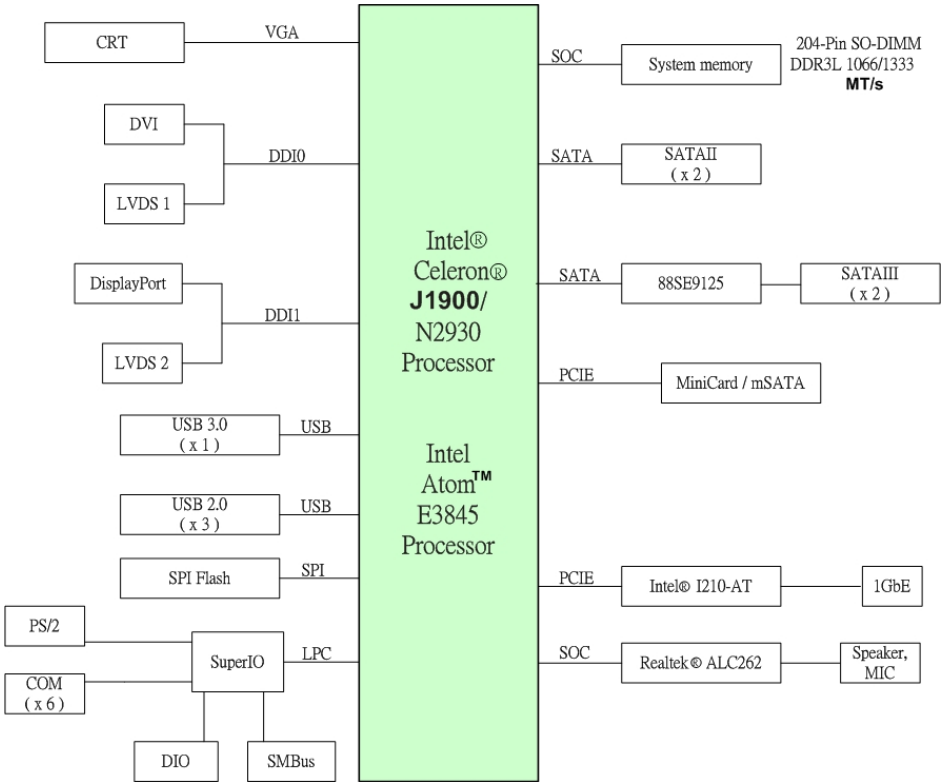 CRT
VGA
DVI
DDI0
LVDS 1
DisplayPort
DDI1
LVDS 2
USB 3.0
( x 1 )
USB
USB 2.0
( x 3 )
USB
SPI Flash
SPI
PS/2
SuperIO
LPC
COM
( x 6 )
DIO
SMBus
Intel®
Celeron®
J1900/
N2930
Processor
Intel
Atom™
E3845
Processor
SOC
System memory
204-Pin SO-DIMM
DDR3L 1066/1333
MT/s
SATA
SATAII
( x 2 )
SATA
88SE9125
SATAIII
( x 2 )
PCIE
MiniCard / mSATA
PCIE
Intel® I210-AT
1GbE
SOC
Realtek® ALC262
Speaker,
MIC